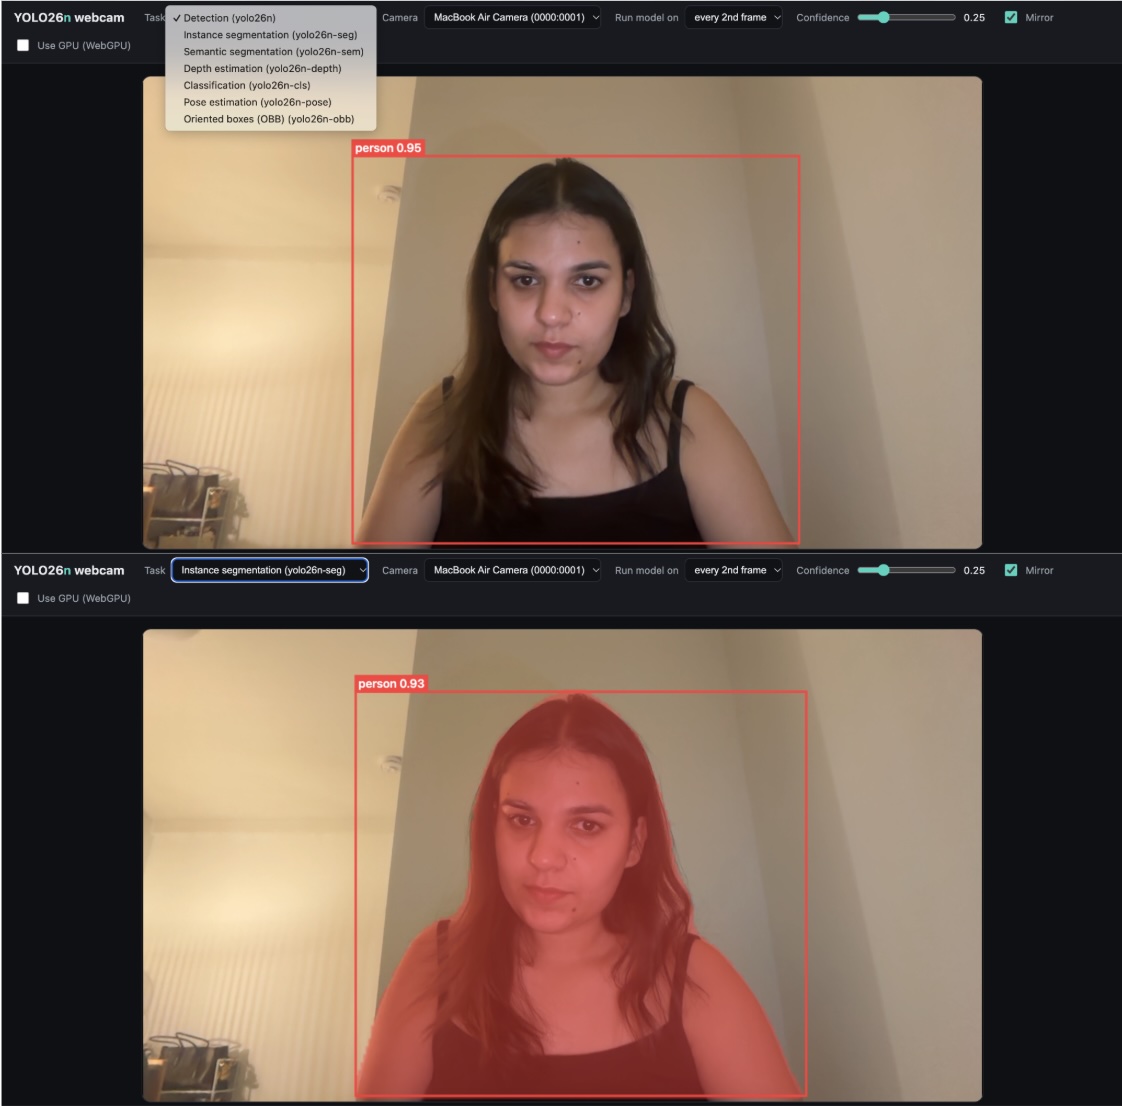 YOLO26n webcam Task ✓ Detection (yolo26n) Camera MacBook Air Camera (0000:0001) Run model on every 2nd frame Confidence 0.25 Mirror
Instance segmentation (yolo26n-seg)
Use GPU (WebGPU)
Semantic segmentation (yolo26n-sem)
Depth estimation (yolo26n-depth)
Classification (yolo26n-cls)
Pose estimation (yolo26n-pose)
Oriented boxes (OBB) (yolo26n-obb)
person 0.95
YOLO26n webcam Task Instance segmentation (yolo26n-seg) Camera MacBook Air Camera (0000:0001) Run model on every 2nd frame Confidence 0.25 Mirror
Use GPU (WebGPU)
person 0.93